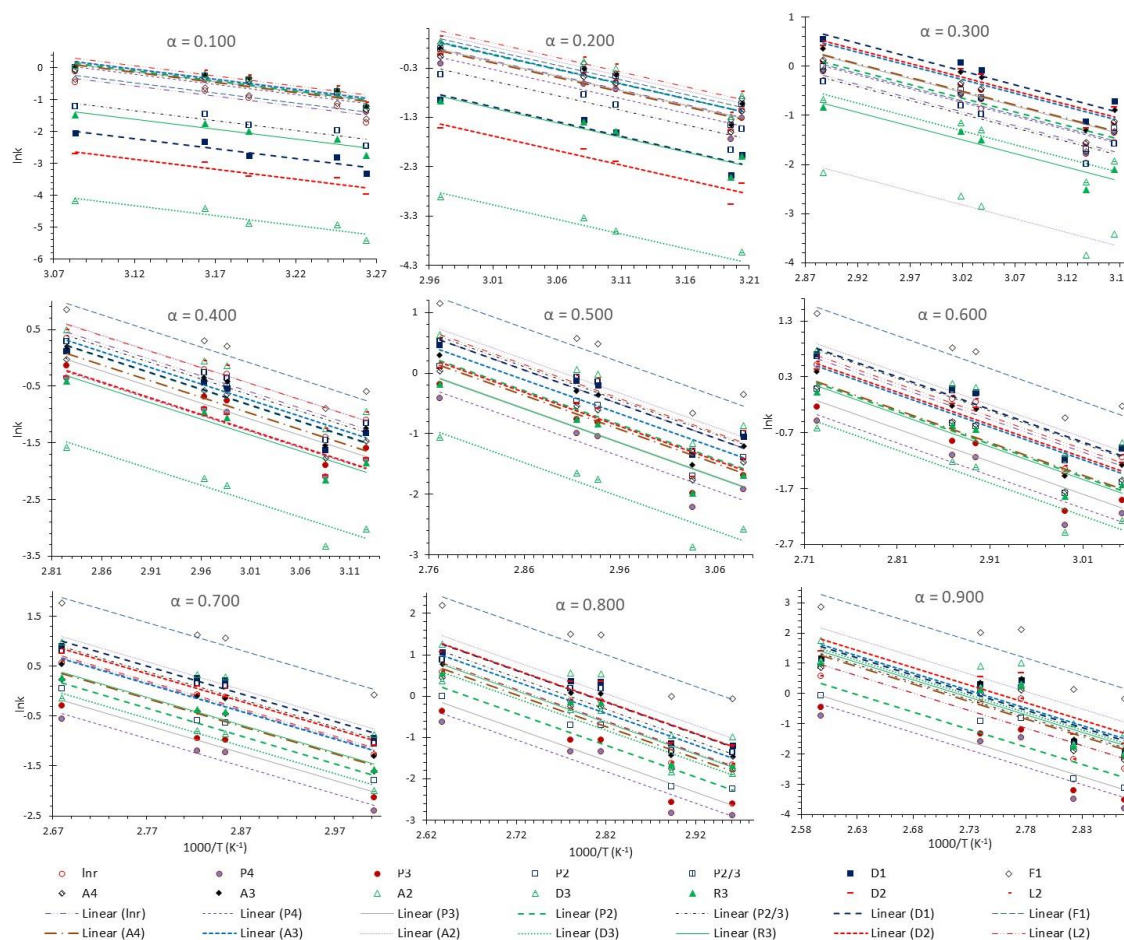 α = 0.100
lnk
0
-1
-2
-3
-4
-5
-6
3.07 3.12 3.17 3.22 3.27
α = 0.200
-0.3
-1.3
-2.3
-3.3
-4.3
2.96 3.01 3.06 3.11 3.16 3.21
α = 0.300
1
0
-1
-2
-3
-4
2.87 2.92 2.97 3.02 3.07 3.1
α = 0.400
lnk
0.5
-0.5
-1.5
-2.5
-3.5
2.81 2.86 2.91 2.96 3.01 3.06 3.11
α = 0.500
1
0
-1
-2
-3
2.76 2.86 2.96 3.06
α = 0.600
1.3
0.3
-0.7
-1.7
-2.7
2.71 2.81 2.91 3.01
α = 0.700
lnk
1.5
0.5
-0.5
-1.5
-2.5
2.67 2.77 2.87 2.97
1000/T (K⁻¹)
α = 0.800
2
1
0
-1
-2
-3
2.62 2.72 2.82 2.92
1000/T (K⁻¹)
α = 0.900
3
2
1
0
-1
-2
-3
-4
2.58 2.63 2.68 2.73 2.78 2.83
1000/T (K⁻¹)
lnr P4 P3 P2 P2/3 D1 F1
A4 A3 A2 D3 R3 D2 L2
Linear (lnr) Linear (P4) Linear (P3) Linear (P2) Linear (P2/3) Linear (D1) Linear (F1)
Linear (A4) Linear (A3) Linear (A2) Linear (D3) Linear (R3) Linear (D2) Linear (L2)